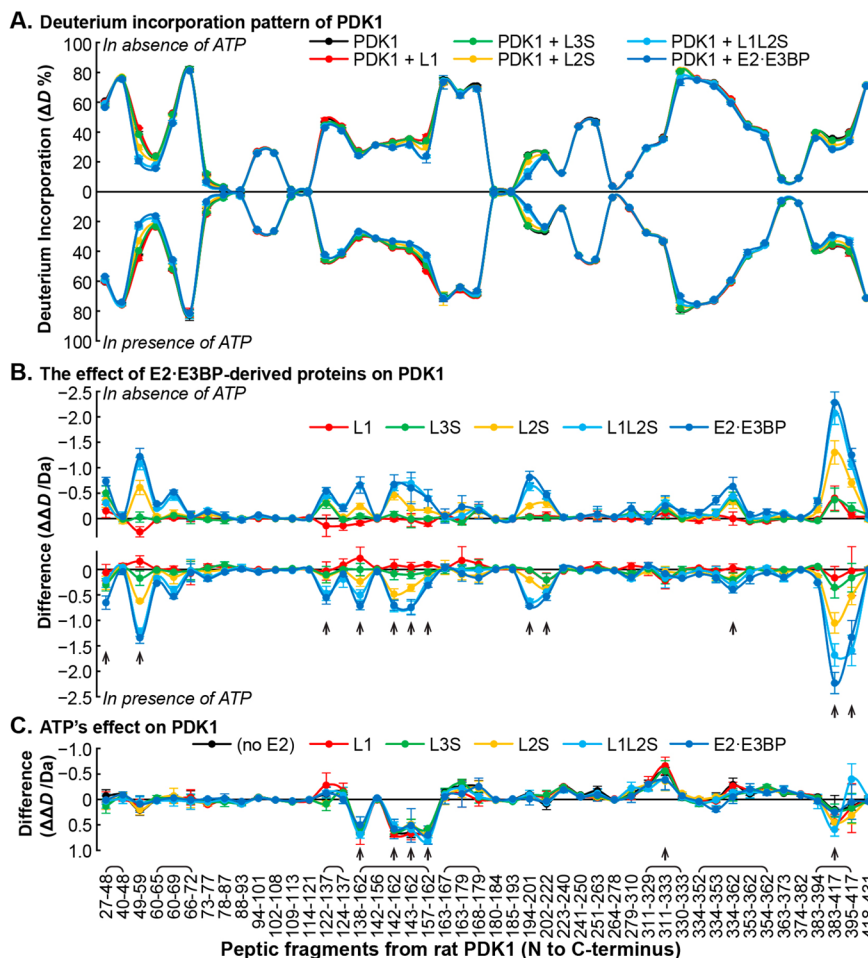 A. Deuterium incorporation pattern of PDK1
In absence of ATP
PDK1
PDK1 + L3S
PDK1 + L1L2S
PDK1 + L1
PDK1 + L2S
PDK1 + E2·E3BP
Deuterium Incorporation (ΔD %)
100
80
60
40
20
0
20
40
60
80
100
In presence of ATP
B. The effect of E2·E3BP-derived proteins on PDK1
In absence of ATP
L1
L3S
L2S
L1L2S
E2·E3BP
Difference (ΔΔD /Da)
−2.5
−2.0
−1.5
−1.0
−0.5
0
0
−0.5
−1.0
−1.5
−2.0
−2.5
In presence of ATP
C. ATP's effect on PDK1
(no E2)
L1
L3S
L2S
L1L2S
E2·E3BP
Difference
(ΔΔD /Da)
−1.0
−0.5
0
0.5
1.0
27-48
40-48
49-59
60-65
60-69
66-72
73-77
78-87
88-93
94-101
102-108
109-113
114-121
122-137
124-137
138-162
142-156
142-162
143-162
157-162
163-167
163-179
168-179
180-184
185-193
194-201
202-222
223-240
241-250
251-263
264-278
279-310
311-329
311-333
330-333
334-352
334-353
334-362
353-362
354-362
363-373
374-382
383-394
383-417
395-417
Peptic fragments from rat PDK1 (N to C-terminus)